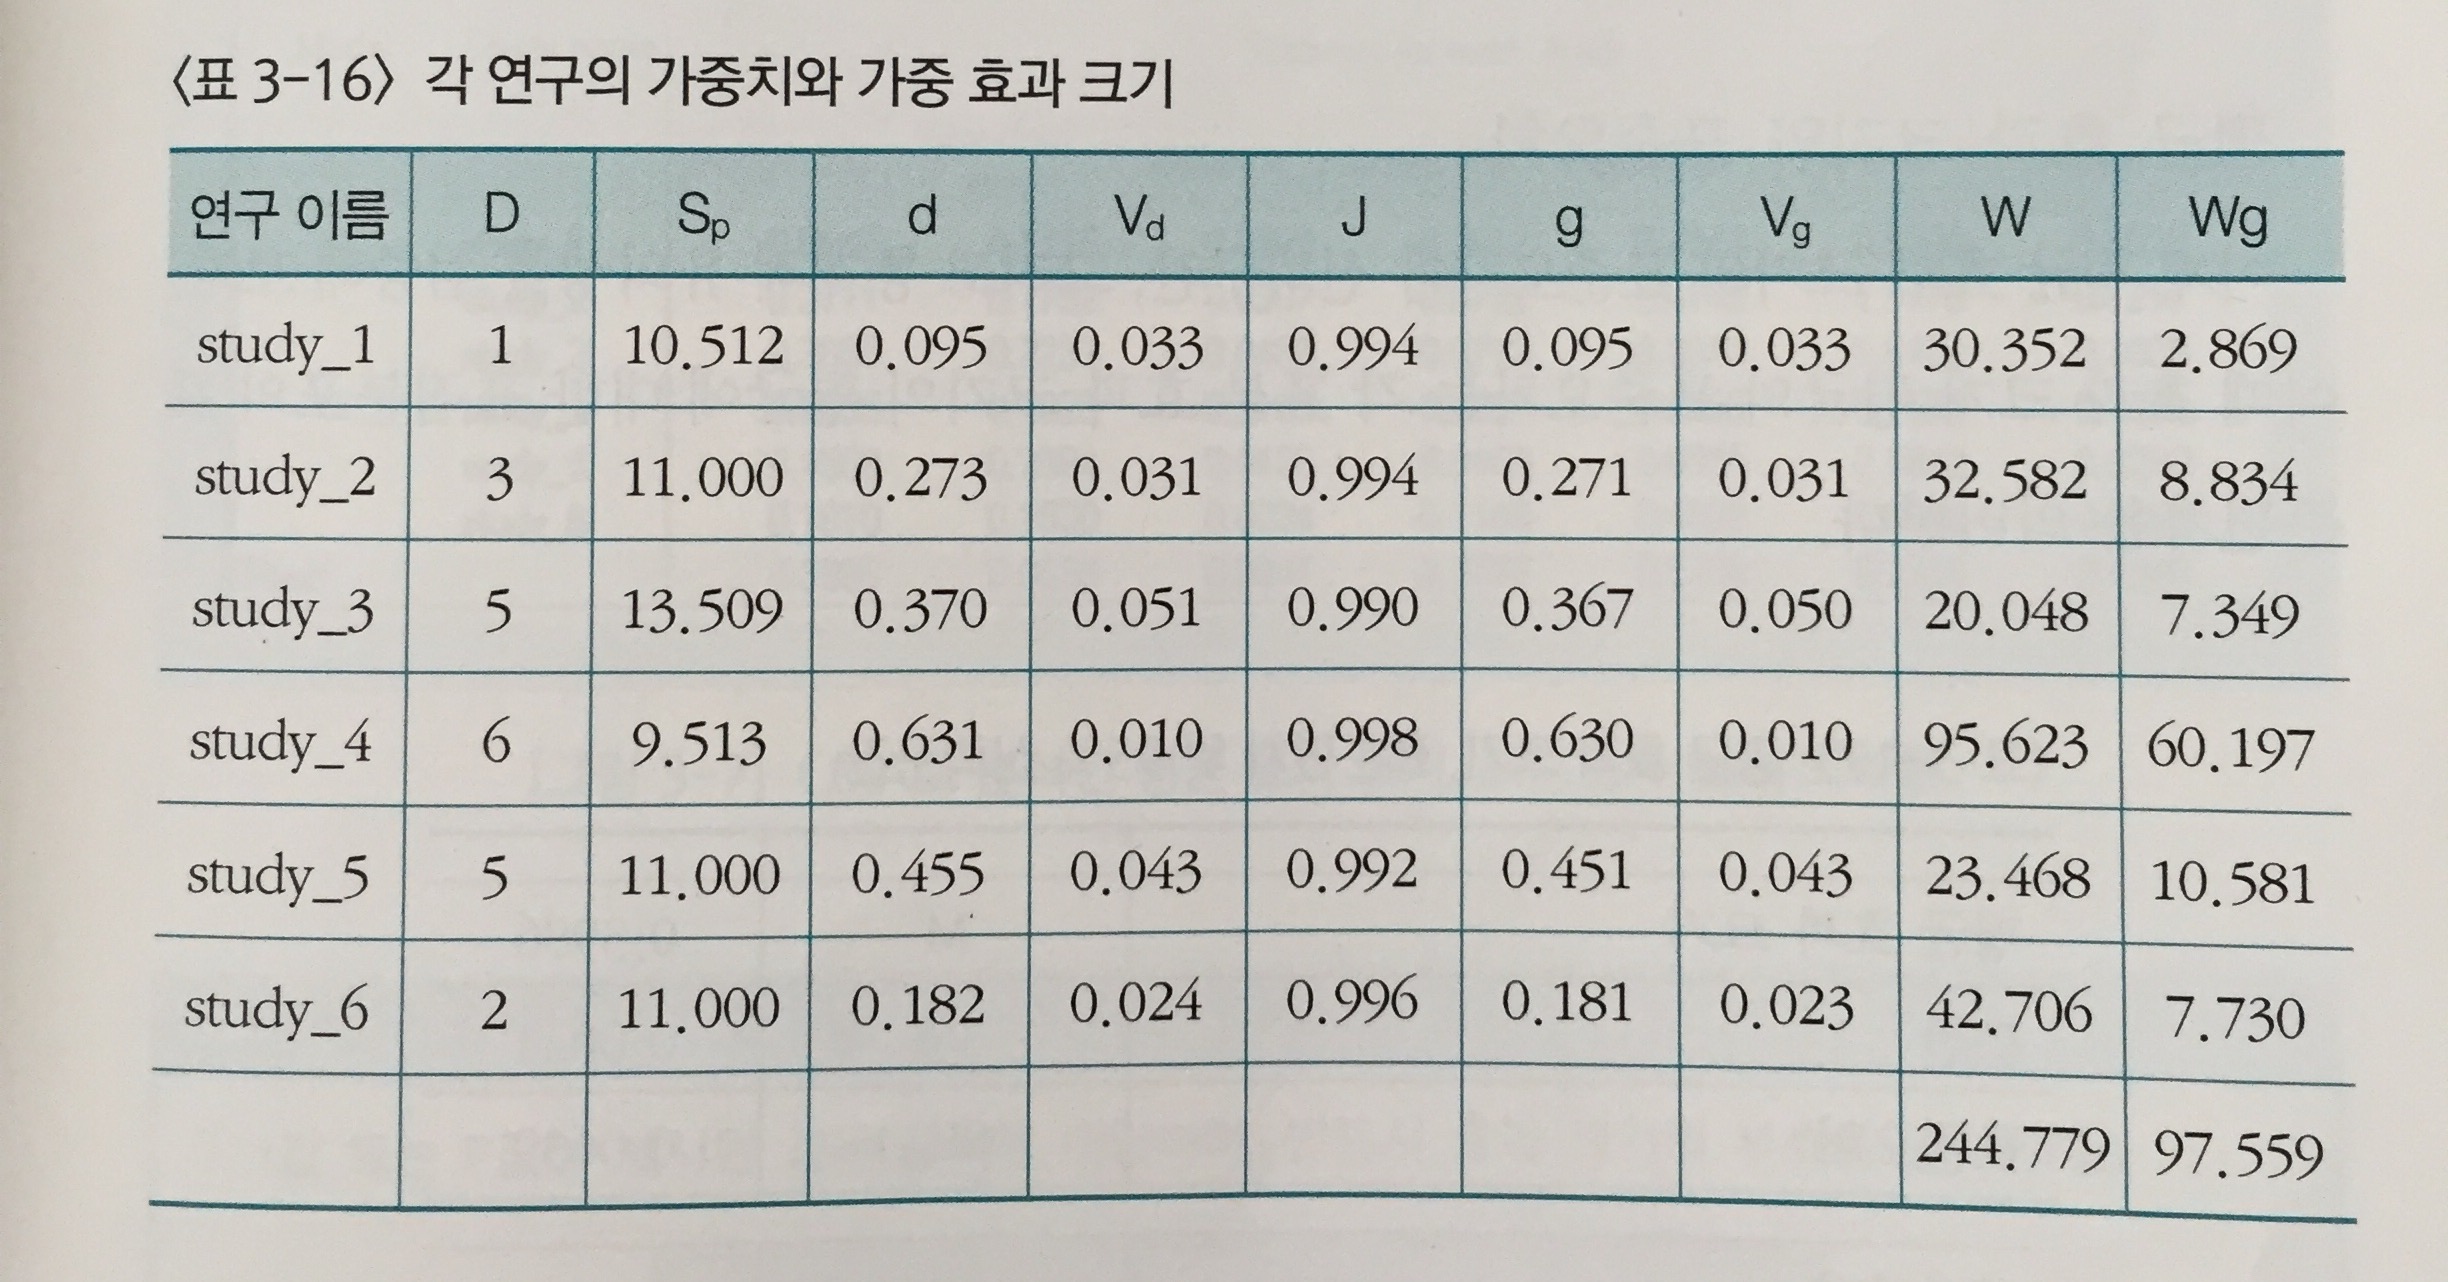 〈표 3-16〉 각 연구의 가중치와 가중 효과 크기
연구 이름 D Sp d Vd J g Vg W Wg
study_1 1 10.512 0.095 0.033 0.994 0.095 0.033 30.352 2.869
study_2 3 11.000 0.273 0.031 0.994 0.271 0.031 32.582 8.834
study_3 5 13.509 0.370 0.051 0.990 0.367 0.050 20.048 7.349
study_4 6 9.513 0.631 0.010 0.998 0.630 0.010 95.623 60.197
study_5 5 11.000 0.455 0.043 0.992 0.451 0.043 23.468 10.581
study_6 2 11.000 0.182 0.024 0.996 0.181 0.023 42.706 7.730
244.779 97.559